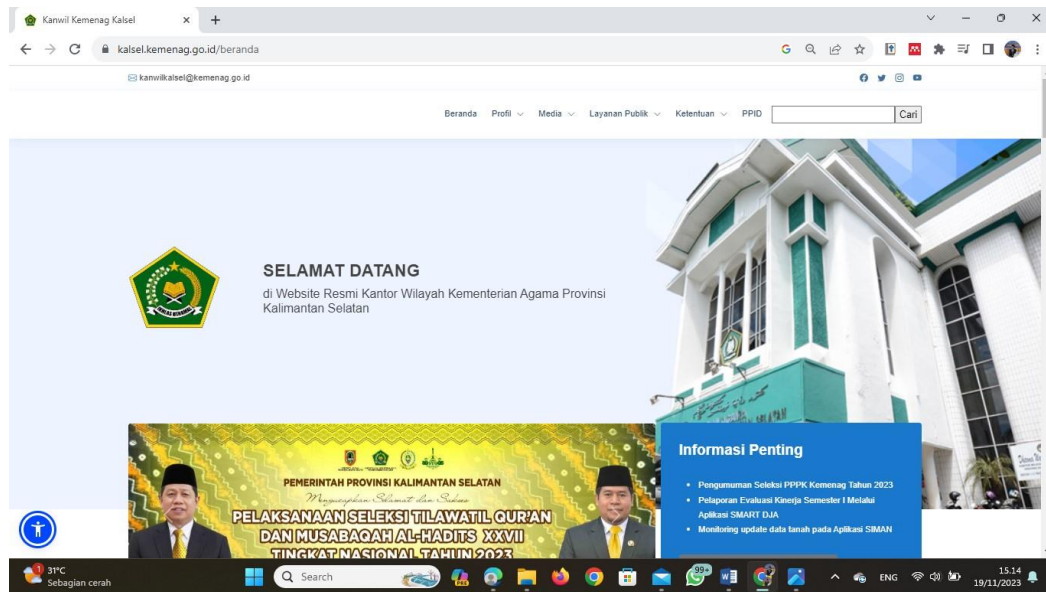 Kanwil Kemenag Kalsel
kalsel.kemenag.go.id/beranda
kanwilkalsel@kemenag.go.id
Beranda Profil Media Layanan Publik Ketentuan PPID Cari
SELAMAT DATANG
di Website Resmi Kantor Wilayah Kementerian Agama Provinsi
Kalimantan Selatan
IKHLAS BERAMAL
PEMERINTAH PROVINSI KALIMANTAN SELATAN
Mengucapkan Selamat dan Sukses
PELAKSANAAN SELEKSI TILAWATIL QUR'AN
DAN MUSABAQAH AL-HADITS XXVII
TINGKAT NASIONAL TAHUN 2023
Informasi Penting
Pengumuman Seleksi PPPK Kemenag Tahun 2023
Pelaporan Evaluasi Kinerja Semester I Melalui
Aplikasi SMART DJA
Monitoring update data tanah pada Aplikasi SIMAN
1
31°C
Sebagian cerah
Search
PRE
99+
ENG
15.14
19/11/2023